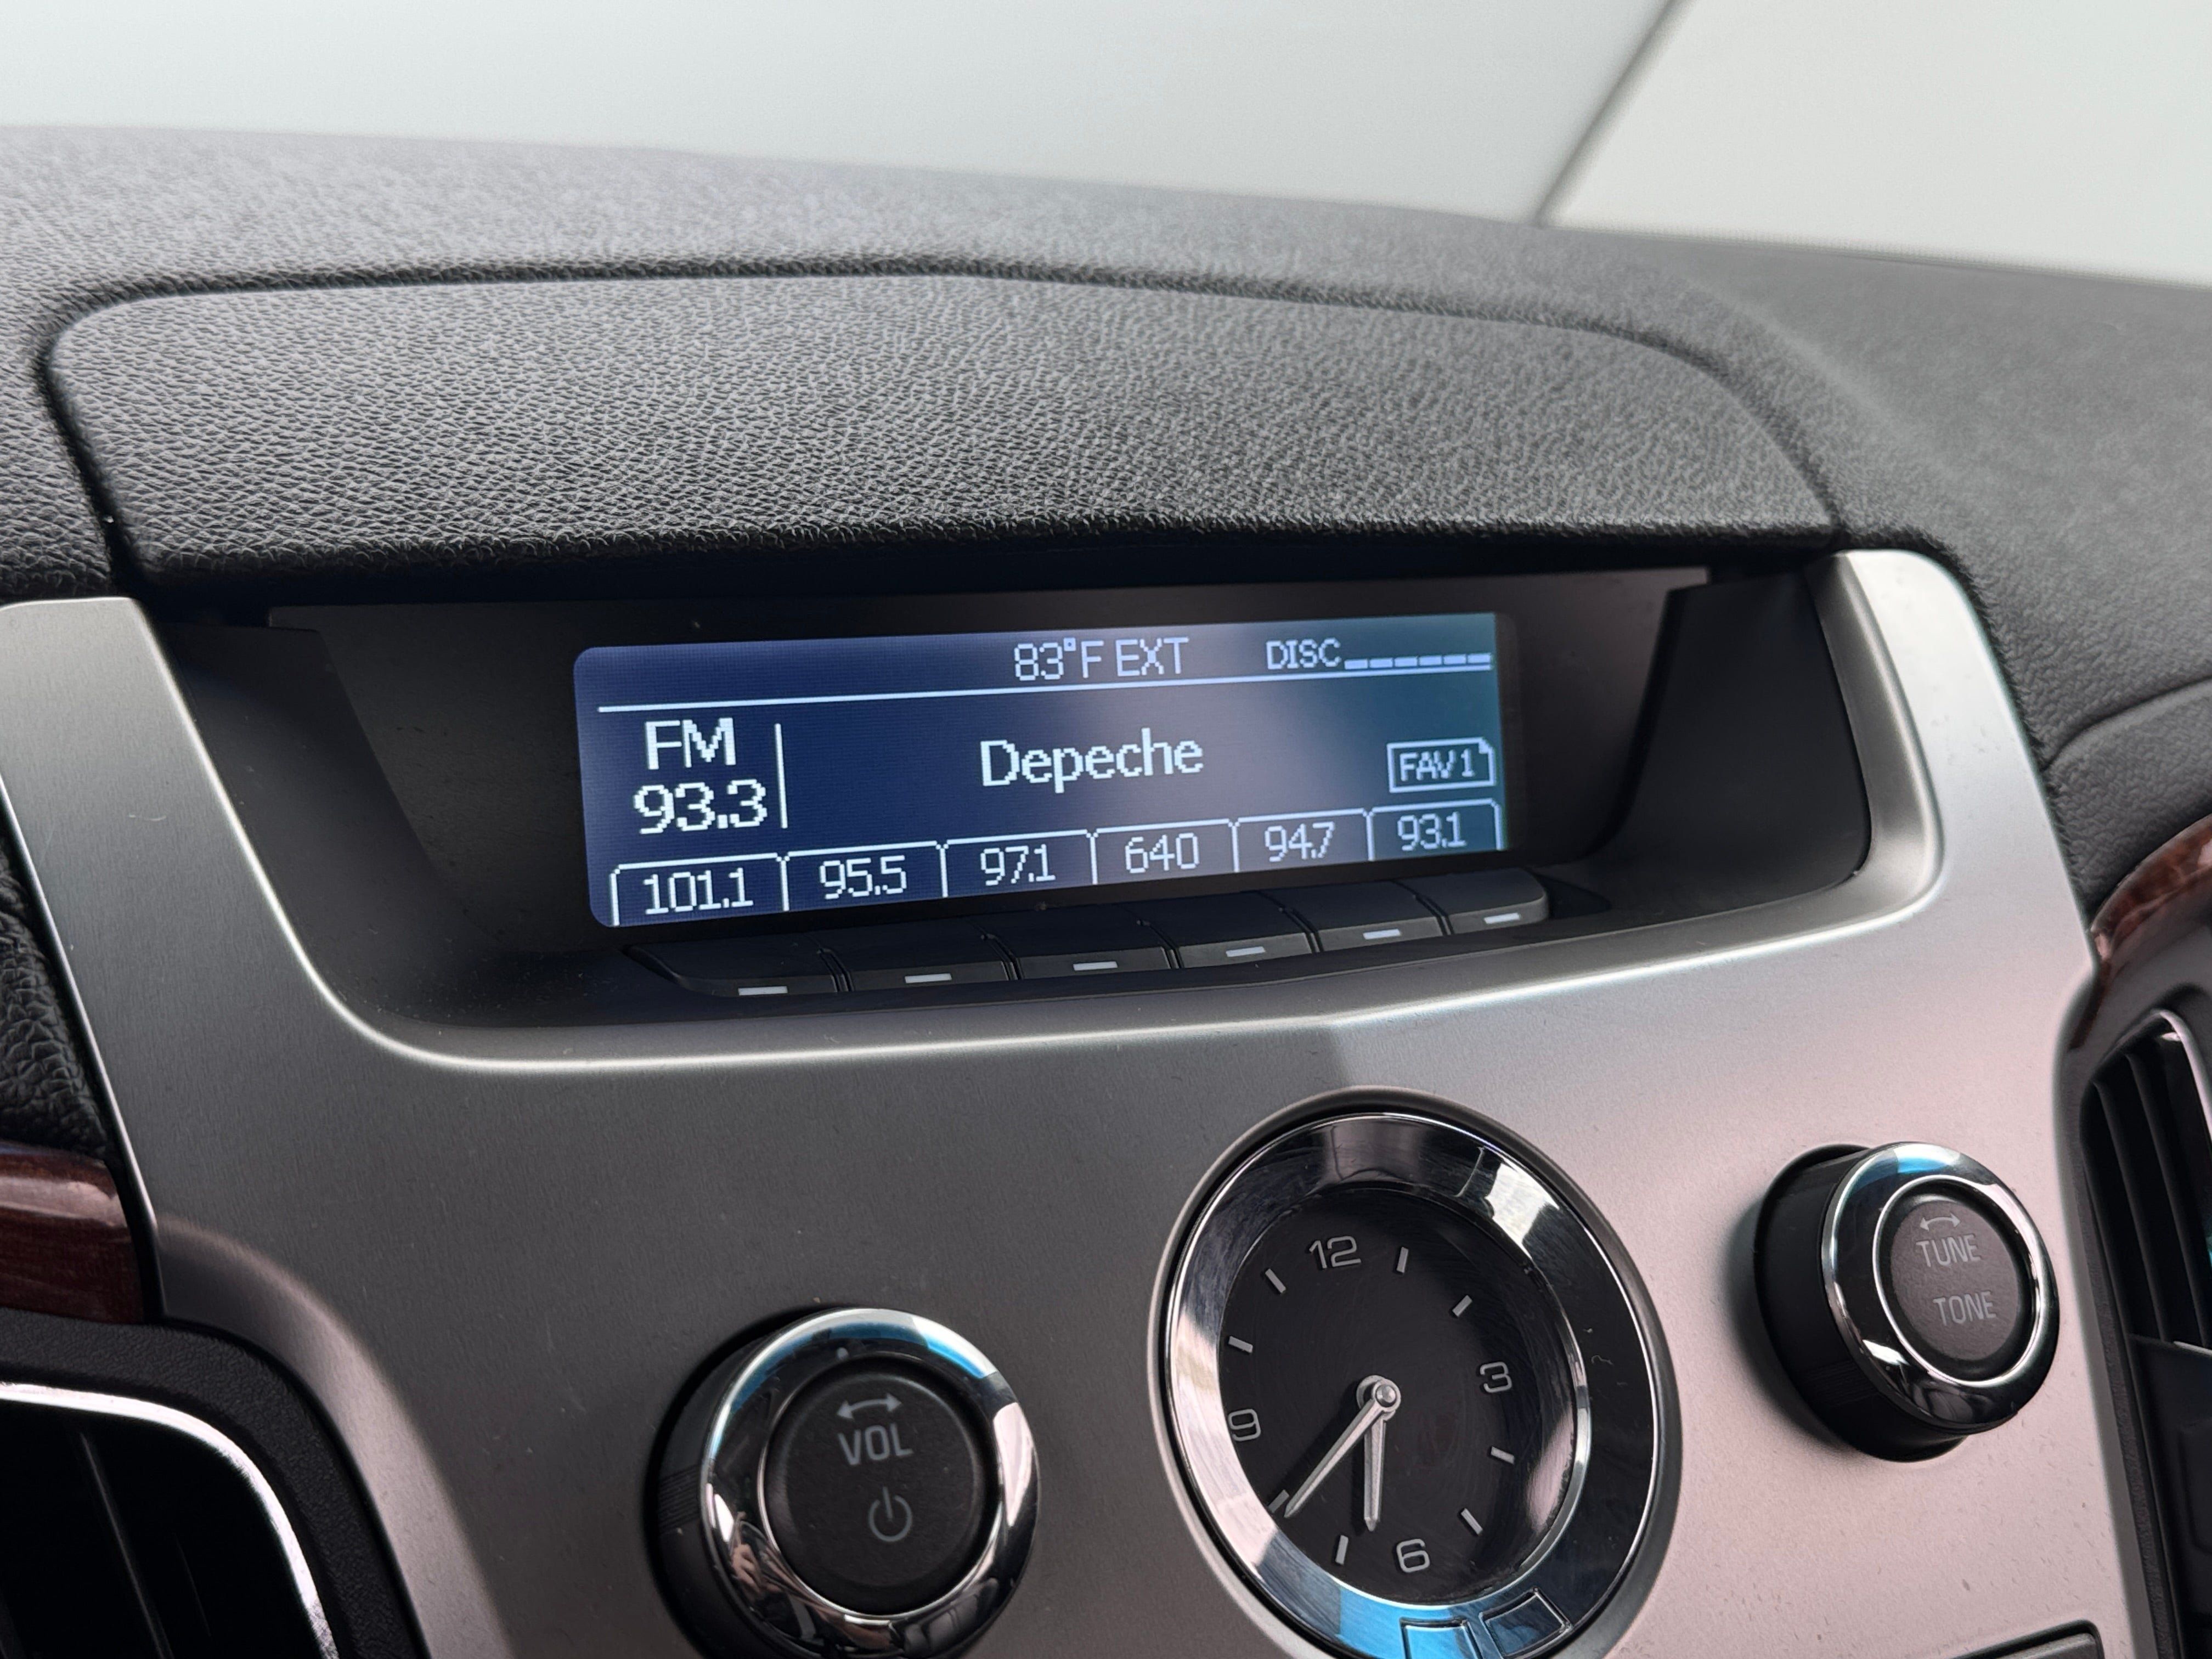 83°F EXT DISC
FM
93.3
Depeche
FAV 1
101.1 95.5 97.1 640 94.7 93.1
12
3
9
6
VOL
TUNE
TONE